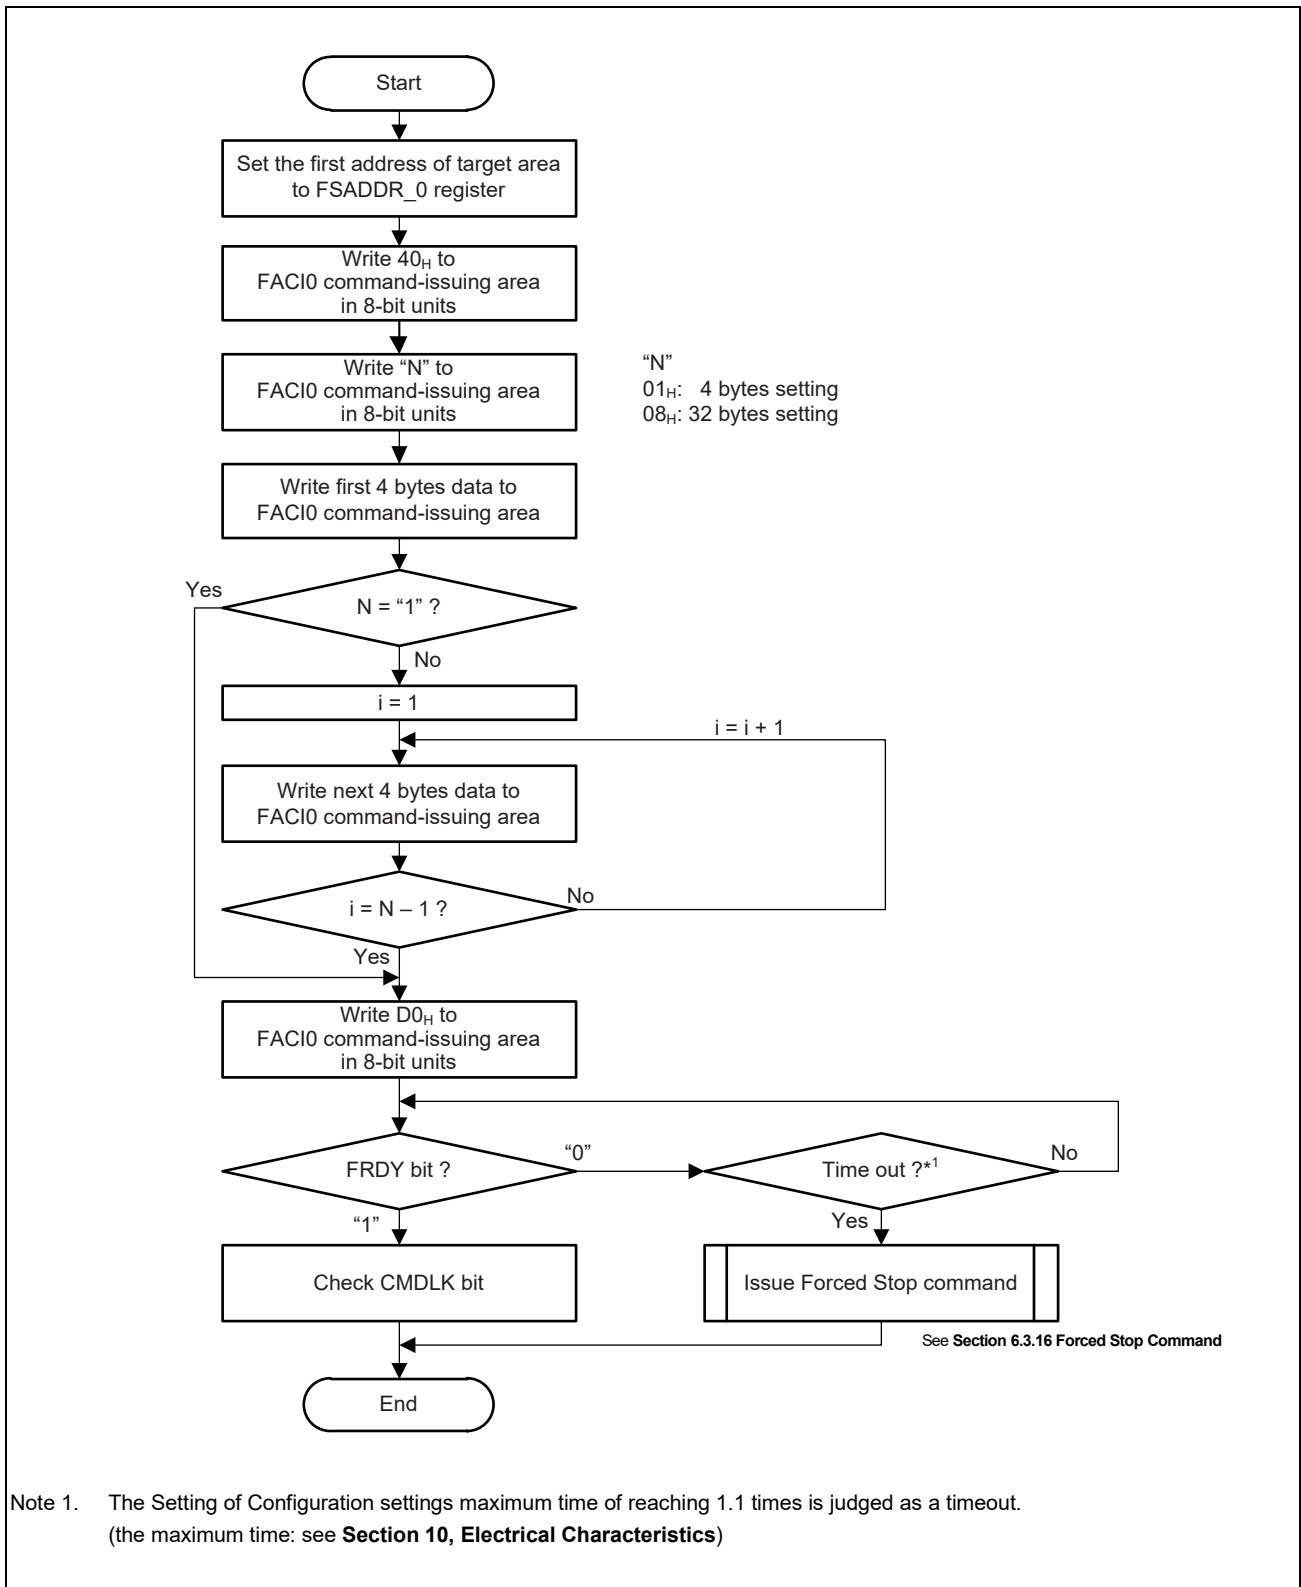 Start
Set the first address of target area
to FSADDR_0 register
Write 40H to
FACI0 command-issuing area
in 8-bit units
Write “N” to
FACI0 command-issuing area
in 8-bit units
“N”
01H: 4 bytes setting
08H: 32 bytes setting
Write first 4 bytes data to
FACI0 command-issuing area
Yes
N = “1” ?
No
i = 1
i = i + 1
Write next 4 bytes data to
FACI0 command-issuing area
i = N – 1 ?
No
Yes
Write D0H to
FACI0 command-issuing area
in 8-bit units
FRDY bit ?
“0”
Time out ?*1
No
“1”
Yes
Check CMDLK bit
Issue Forced Stop command
See Section 6.3.16 Forced Stop Command
End
Note 1. The Setting of Configuration settings maximum time of reaching 1.1 times is judged as a timeout.
(the maximum time: see Section 10, Electrical Characteristics)